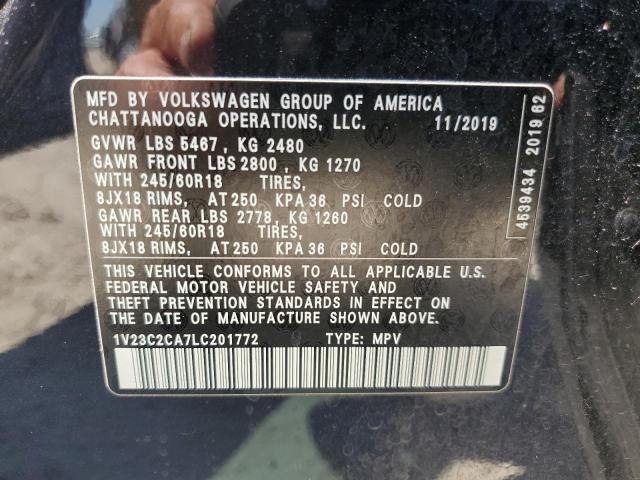 MFD BY VOLKSWAGEN GROUP OF AMERICA
CHATTANOOGA OPERATIONS, LLC. 11/2019
GVWR LBS 5467 , KG 2480
GAWR FRONT LBS 2800 , KG 1270
WITH 245/60R18 TIRES,
8JX18 RIMS, AT 250 KPA 36 PSI COLD
GAWR REAR LBS 2778, KG 1260
WITH 245/60R18 TIRES,
8JX18 RIMS, AT 250 KPA 36 PSI COLD
THIS VEHICLE CONFORMS TO ALL APPLICABLE U.S.
FEDERAL MOTOR VEHICLE SAFETY AND
THEFT PREVENTION STANDARDS IN EFFECT ON
THE DATE OF MANUFACTURE SHOWN ABOVE.
1V23C2CA7LC201772 TYPE: MPV
4539434 2019 62